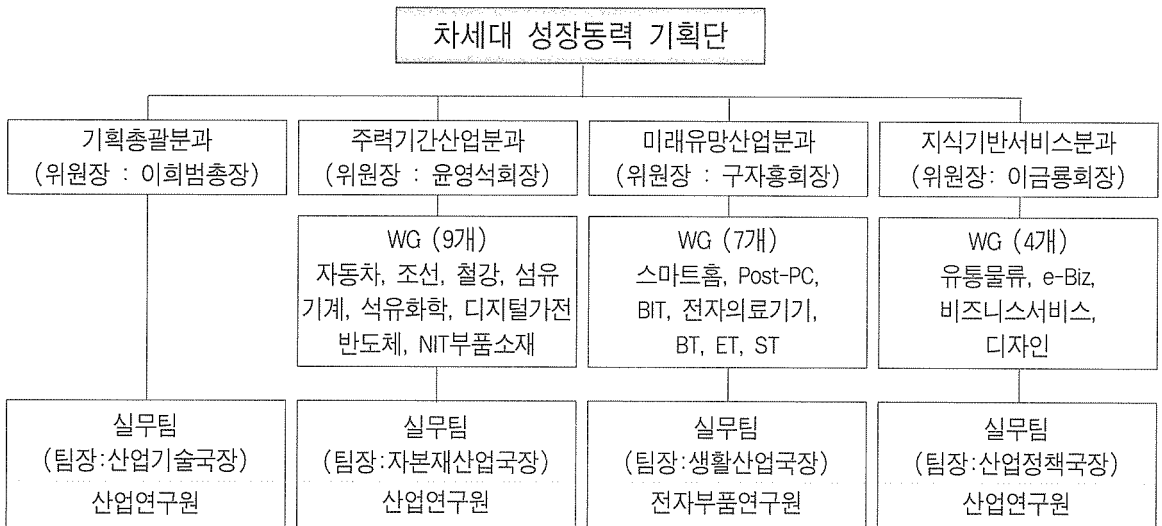 차세대 성장동력 기획단
기획총괄분과
(위원장 : 이희범총장)
주력기간산업분과
(위원장 : 윤영석회장)
미래유망산업분과
(위원장 : 구자홍회장)
지식기반서비스분과
(위원장: 이금룡회장)
WG (9개)
자동차, 조선, 철강, 섬유
기계, 석유화학, 디지털가전
반도체, NIT부품소재
WG (7개)
스마트홈, Post-PC,
BIT, 전자의료기기,
BT, ET, ST
WG (4개)
유통물류, e-Biz,
비즈니스서비스,
디자인
실무팀
(팀장:산업기술국장)
산업연구원
실무팀
(팀장:자본재산업국장)
산업연구원
실무팀
(팀장:생활산업국장)
전자부품연구원
실무팀
(팀장:산업정책국장)
산업연구원